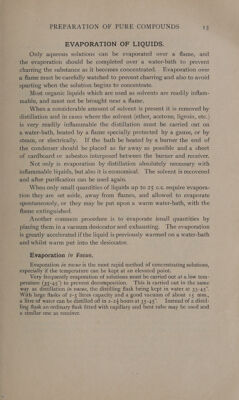 PREPARATION OF PURE COMPOUNDS 15
EVAPORATION OF LIQUIDS.
Only aqueous solutions can be evaporated over a flame, and
the evaporation should be completed over a water-bath to prevent
charring the substance as it becomes concentrated. Evaporation over
a flame must be carefully watched to prevent charring and also to avoid
spurting when the solution begins to concentrate.
Most organic liquids which are used as solvents are readily inflam-
mable, and must not be brought near a flame.
When a considerable amount of solvent is present it is removed by
distillation and in cases where the solvent (ether, acetone, ligroin, etc.)
is very readily inflammable the distillation must be carried out on
a water-bath, heated by a flame specially protected by a gauze, or by
steam, or electrically. If the bath be heated by a burner the end of
the condenser should be placed as far away as possible and a sheet
of cardboard or asbestos interposed between the burner and receiver.
Not only is evaporation by distillation absolutely necessary with
inflammable liquids, but also it is economical. The solvent is recovered
and after purification can be used again.
When only small quantities of liquids up to 25 c.c. require evapora-
tion they are set aside, away from flames, and allowed to evaporate
spontaneously, or they may be put upon a warm water-bath, with the
flame extinguished.
Another common procedure is to evaporate small quantities by
placing them in a vacuum desiccator and exhausting. The evaporation
is greatly accelerated if the liquid is previously warmed on a water-bath
and whilst warm put into the desiccator.
Evaporation in Vacuo.
Evaporation in vacuo is the most rapid method of concentrating solutions,
especially if the temperature can be kept at an elevated point.
Very frequently evaporation of solutions must be carried out at a low tem-
perature (35-45°) to prevent decomposition. This is carried out in the same
way as distillation in vacuo, the distilling flask being kept in water at 35-45°.
With large flasks of 2-5 litres capacity and a good vacuum of about 15 mm.,
a litre of water can be distilled off in 2-2½ hours at 35-45°. Instead of a distil-
ling flask an ordinary flask fitted with capillary and bent tube may be used and
a similar one as receiver.